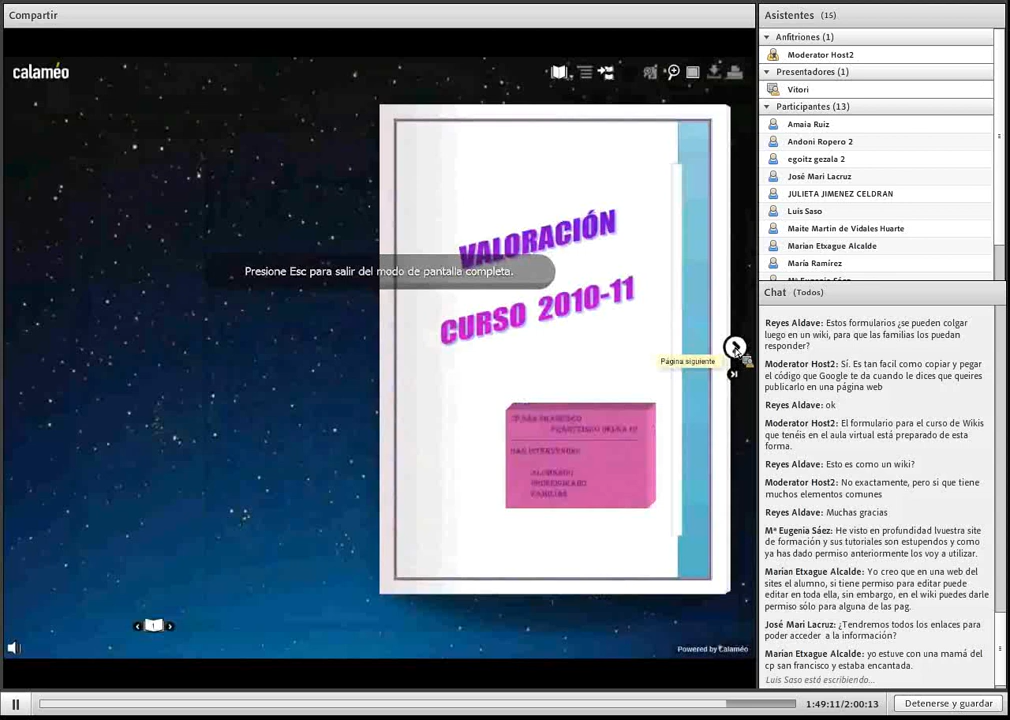 Compartir
calaméo
Presione Esc para salir del modo de pantalla completa.
VALORACIÓN
CURSO 2010-11
Página siguiente
ALUMNADO
PROFESORADO
FAMILIAS
1
Powered by Calaméo
Asistentes (15)
Anfitriones (1)
Moderator Host2
Presentadores (1)
Vitori
Participantes (13)
Amaia Ruiz
Andoni Ropero 2
egoitz gezala 2
José Mari Lacruz
JULIETA JIMENEZ CELDRAN
Luis Saso
Maite Martin de Vidales Huarte
Marian Etxague Alcalde
María Ramírez
Mª Eugenia Sáez
Chat (Todos)
Reyes Aldave: Estos formularios ¿se pueden colgar
luego en un wiki, para que las familias los puedan
responder?
Moderator Host2: Sí. Es tan facil como copiar y pegar
el código que Google te da cuando le dices que quieres
publicarlo en una página web
Reyes Aldave: ok
Moderator Host2: El formulario para el curso de Wikis
que tenéis en el aula virtual está preparado de esta
forma.
Reyes Aldave: Esto es como un wiki?
Moderator Host2: No exactamente, pero si que tiene
muchos elementos comunes
Reyes Aldave: Muchas gracias
Mª Eugenia Sáez: He visto en profundidad lvuestra site
de formación y sus tutoriales son estupendos y como
ya has dado permiso anteriormente los voy a utilizar.
Marian Etxague Alcalde: Yo creo que en una web del
sites el alumno, si tiene permiso para editar puede
editar en toda ella, sin embargo, en el wiki puedes darle
permiso sólo para alguna de las pag.
José Mari Lacruz: ¿Tendremos todos los enlaces para
poder acceder a la información?
Marian Etxague Alcalde: yo estuve con una mamá del
cp san francisco y estaba encantada.
Luis Saso está escribiendo...
1:49:11/2:00:13
Detenerse y guardar